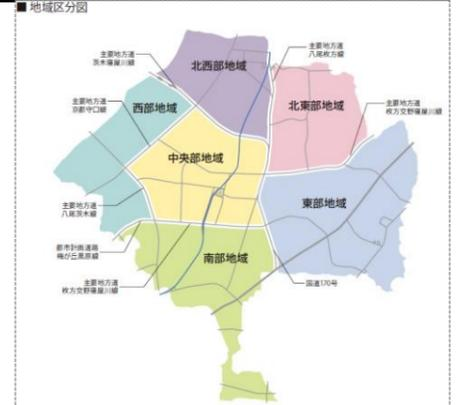 ■ 地域区分図
主要地方道
茨木寝屋川線
北西部地域
主要地方道
八尾枚方線
北東部地域
主要地方道
京都守口線
西部地域
主要地方道
枚方交野寝屋川線
中央部地域
東部地域
主要地方道
八尾茨木線
都市計画道路
梅が丘高柳線
南部地域
主要地方道
枚方交野寝屋川線
国道170号